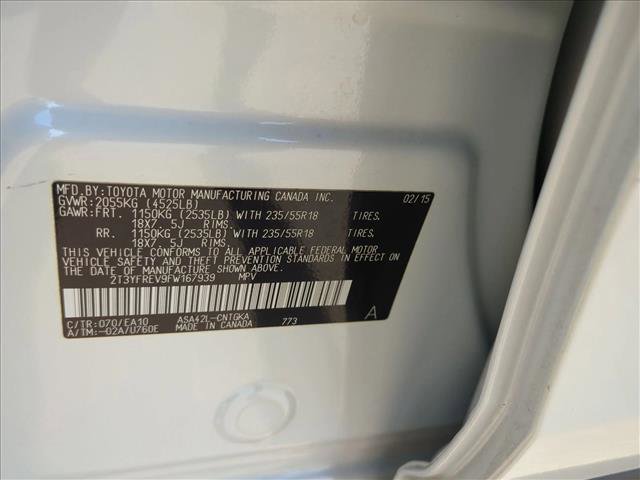 MFD.BY:TOYOTA MOTOR MANUFACTURING CANADA INC. 02/15
GVWR:2055KG (4525LB)
GAWR:FRT. 1150KG (2535LB) WITH 235/55R18 TIRES.
18X7.5J RIMS.
RR. 1150KG (2535LB) WITH 235/55R18 TIRES.
18X7.5J RIMS.
THIS VEHICLE CONFORMS TO ALL APPLICABLE FEDERAL MOTOR
VEHICLE SAFETY AND THEFT PREVENTION STANDARDS IN EFFECT
ON THE DATE OF MANUFACTURE SHOWN ABOVE.
2T3YFREV9FW167939 MPV
C/TR:070/EA10 ASA42L-CNTGKA A
A/TM:-02A/U760E MADE IN CANADA 773